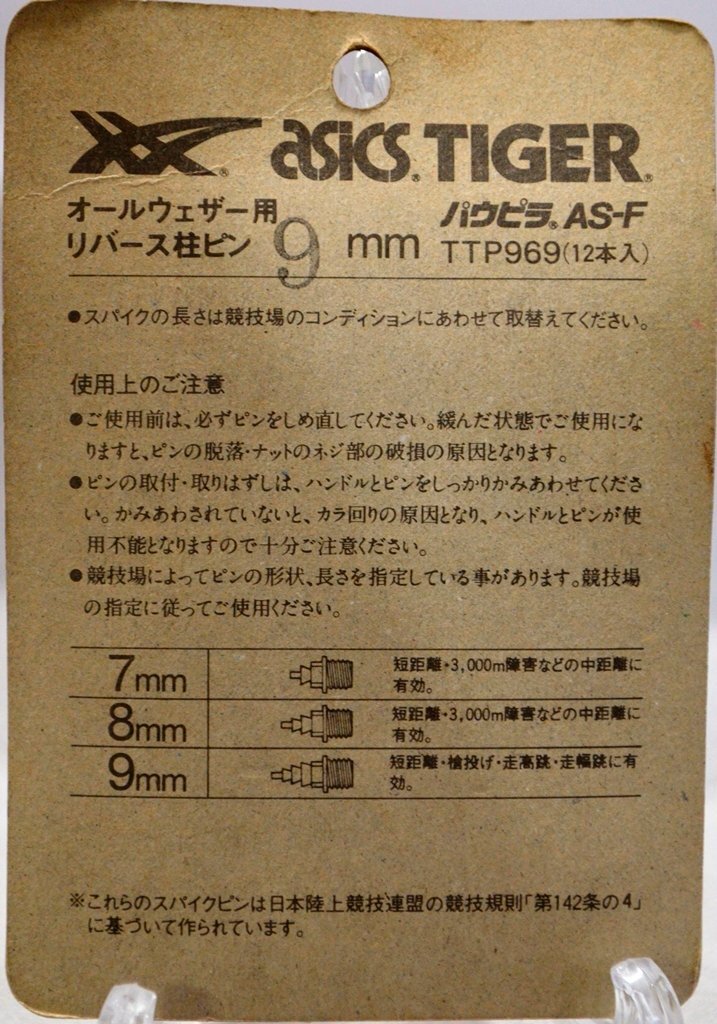 asics® TIGER®
オールウェザー用
リバース柱ピン 9 mm
パウピラ® AS-F
TTP969(12本入)
●スパイクの長さは競技場のコンディションにあわせて取替えてください。
使用上のご注意
●ご使用前は、必ずピンをしめ直してください。緩んだ状態でご使用にな
りますと、ピンの脱落・ナットのネジ部の破損の原因となります。
●ピンの取付・取りはずしは、ハンドルとピンをしっかりかみあわせてくださ
い。かみあわされていないと、カラ回りの原因となり、ハンドルとピンが使
用不能となりますので十分ご注意ください。
●競技場によってピンの形状、長さを指定している事があります。競技場
の指定に従ってご使用ください。
7mm 短距離・3,000m障害などの中距離に
有効。
8mm 短距離・3,000m障害などの中距離に
有効。
9mm 短距離・槍投げ・走高跳・走幅跳に有
効。
※これらのスパイクピンは日本陸上競技連盟の競技規則「第142条の4」
に基づいて作られています。